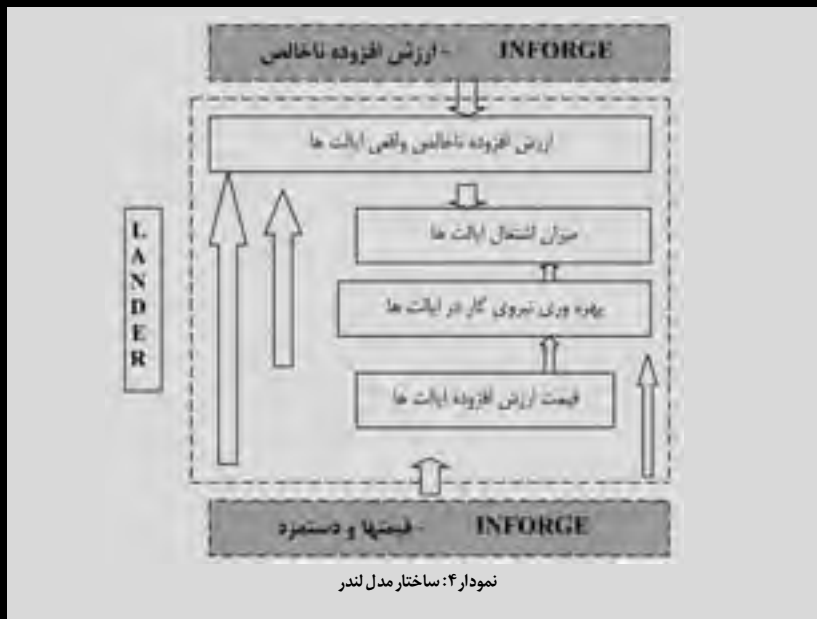 INFORGE - ارزش افزوده ناخالص
ارزش افزوده ناخالص واقعی ایالت ها
میزان اشتغال ایالت ها
بهره وری نیروی کار در ایالت ها
قیمت ارزش افزوده ایالت ها
LANDER
INFORGE - قیمتها و دستمزد
نمودار ۴: ساختار مدل لندر